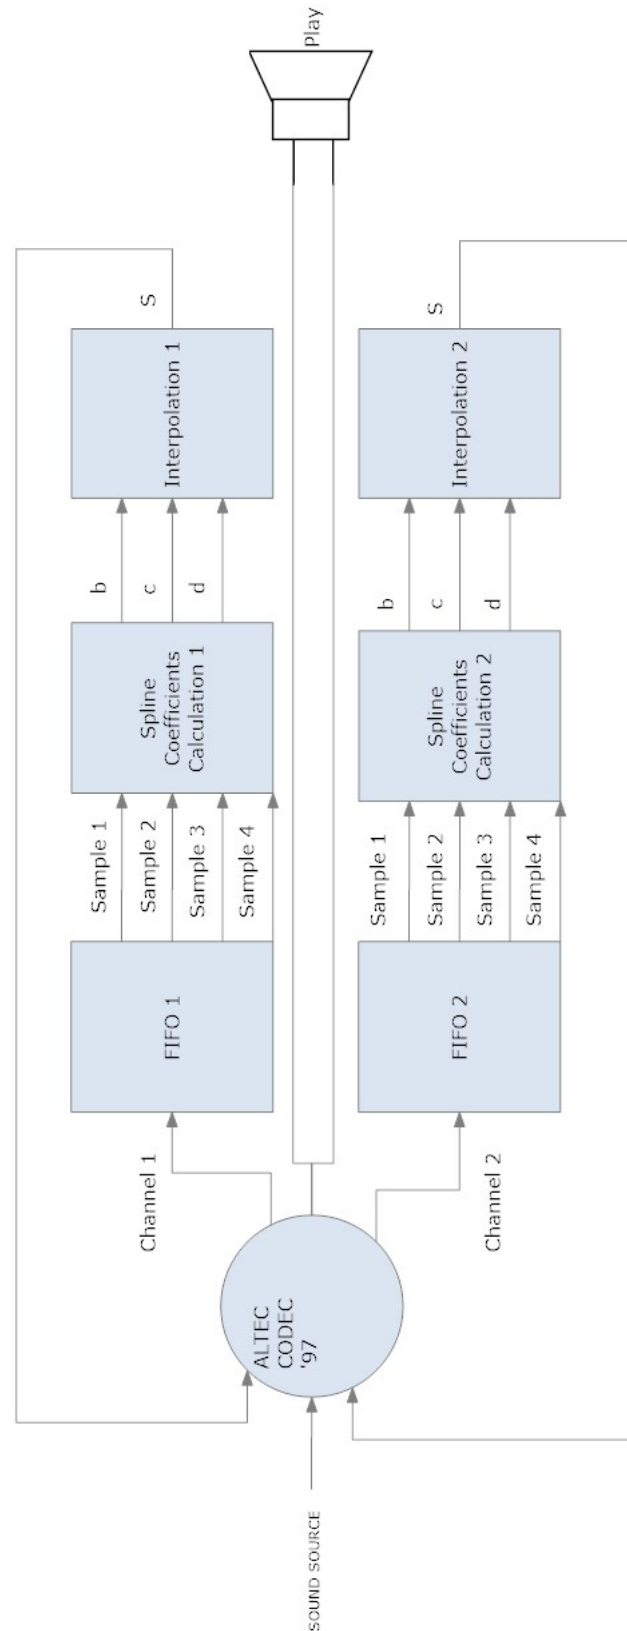 SOUND SOURCE
ALTEC
CODEC
'97
Channel 1
FIFO 1
Sample 1
Sample 2
Sample 3
Sample 4
Spline
Coefficients
Calculation 1
b
c
d
Interpolation 1
S
Play
Channel 2
FIFO 2
Sample 1
Sample 2
Sample 3
Sample 4
Spline
Coefficients
Calculation 2
b
c
d
Interpolation 2
S